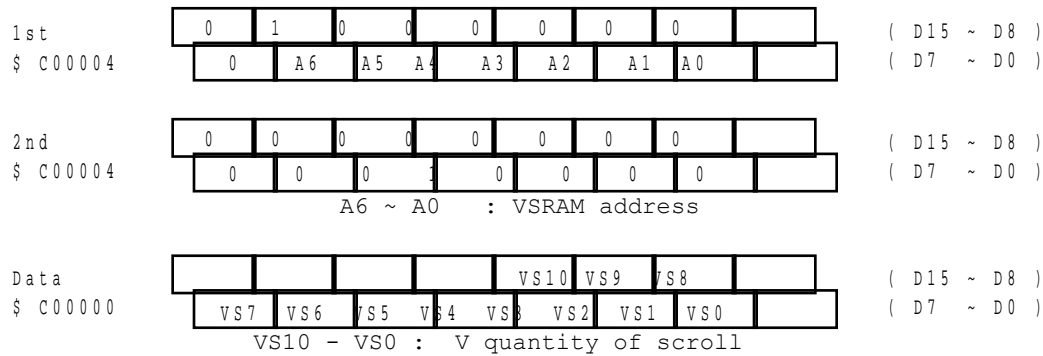 1st 0 1 0 0 0 0 0 0 ( D15 ~ D8 )
$ C00004 0 A6 A5 A4 A3 A2 A1 A0 ( D7 ~ D0 )
2nd 0 0 0 0 0 0 0 0 ( D15 ~ D8 )
$ C00004 0 0 0 1 0 0 0 0 ( D7 ~ D0 )
A6 ~ A0 : VSRAM address
Data VS10 VS9 VS8 ( D15 ~ D8 )
$ C00000 VS7 VS6 VS5 VS4 VS3 VS2 VS1 VS0 ( D7 ~ D0 )
VS10 - VS0 : V quantity of scroll